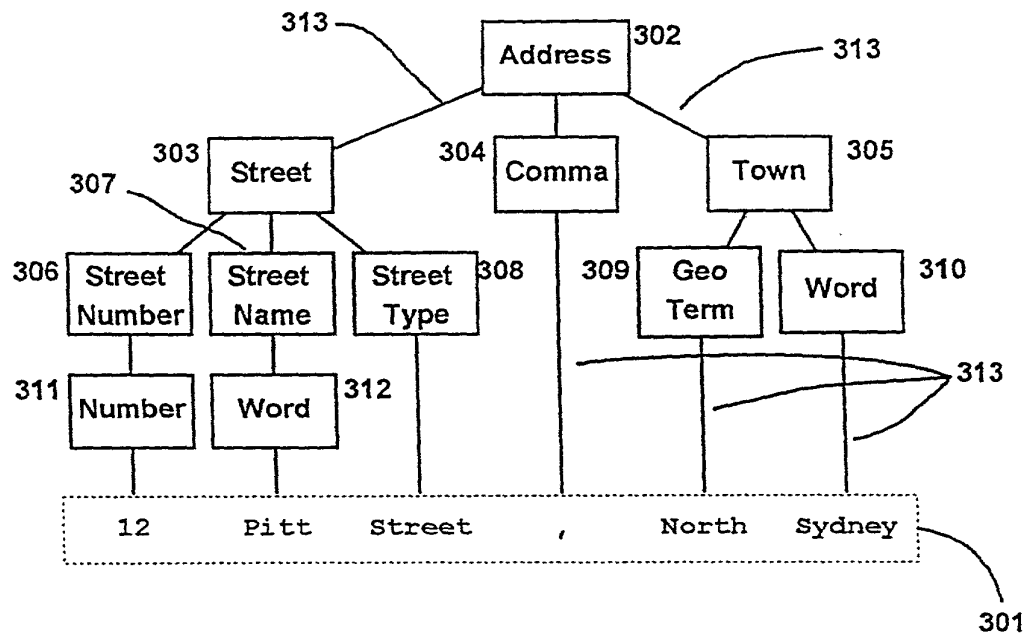 313
Address
302
313
303
Street
304
Comma
Town
305
307
306
Street
Number
Street
Name
Street
Type
308
309
Geo
Term
Word
310
311
Number
Word
312
313
12 Pitt Street , North Sydney
301